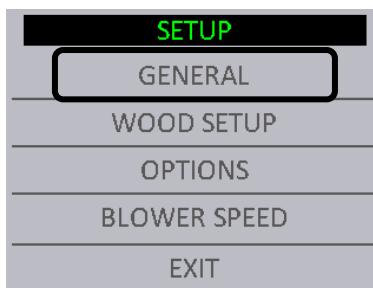 SETUP
GENERAL
WOOD SETUP
OPTIONS
BLOWER SPEED
EXIT